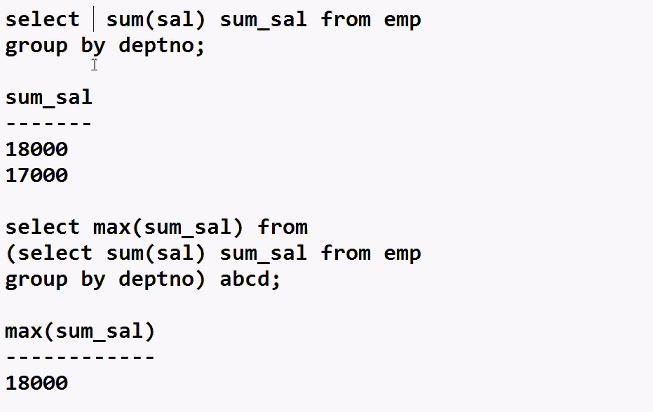 select sum(sal) sum_sal from emp
group by deptno;
sum_sal
-------
18000
17000
select max(sum_sal) from
(select sum(sal) sum_sal from emp
group by deptno) abcd;
max(sum_sal)
------------
18000